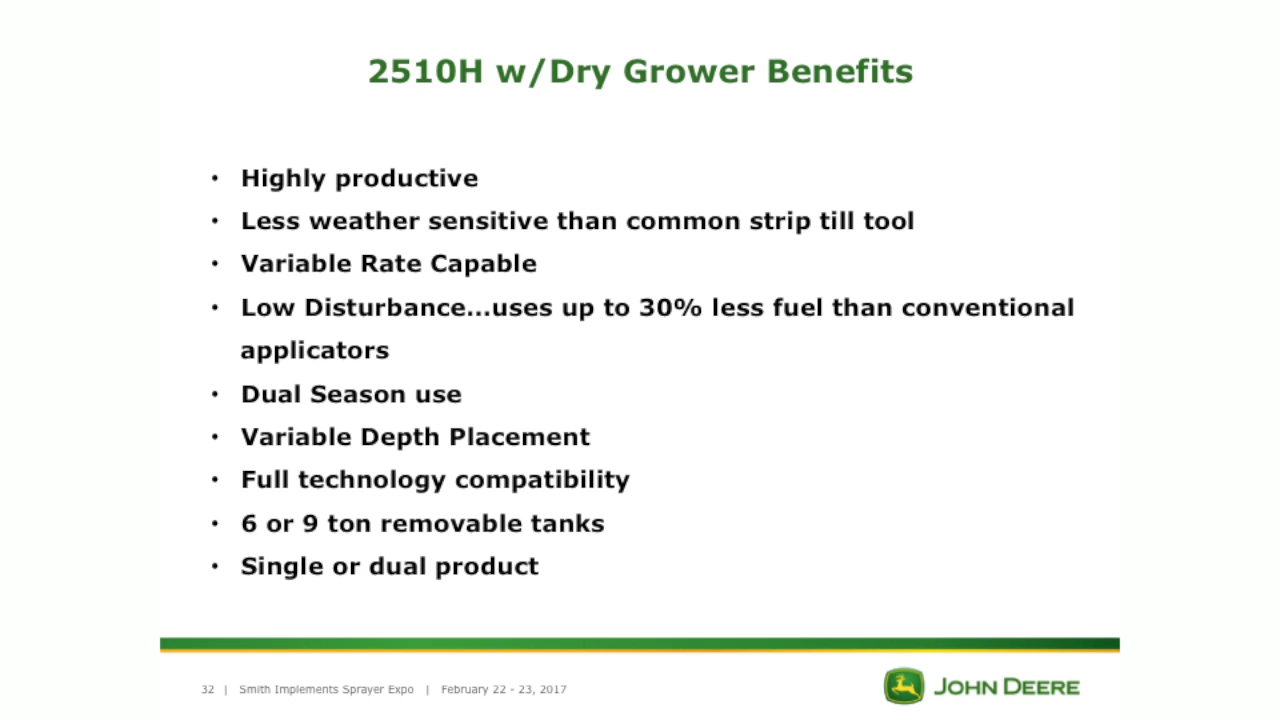 2510H w/Dry Grower Benefits
• Highly productive
• Less weather sensitive than common strip till tool
• Variable Rate Capable
• Low Disturbance...uses up to 30% less fuel than conventional
applicators
• Dual Season use
• Variable Depth Placement
• Full technology compatibility
• 6 or 9 ton removable tanks
• Single or dual product
32 | Smith Implements Sprayer Expo | February 22 - 23, 2017
JOHN DEERE